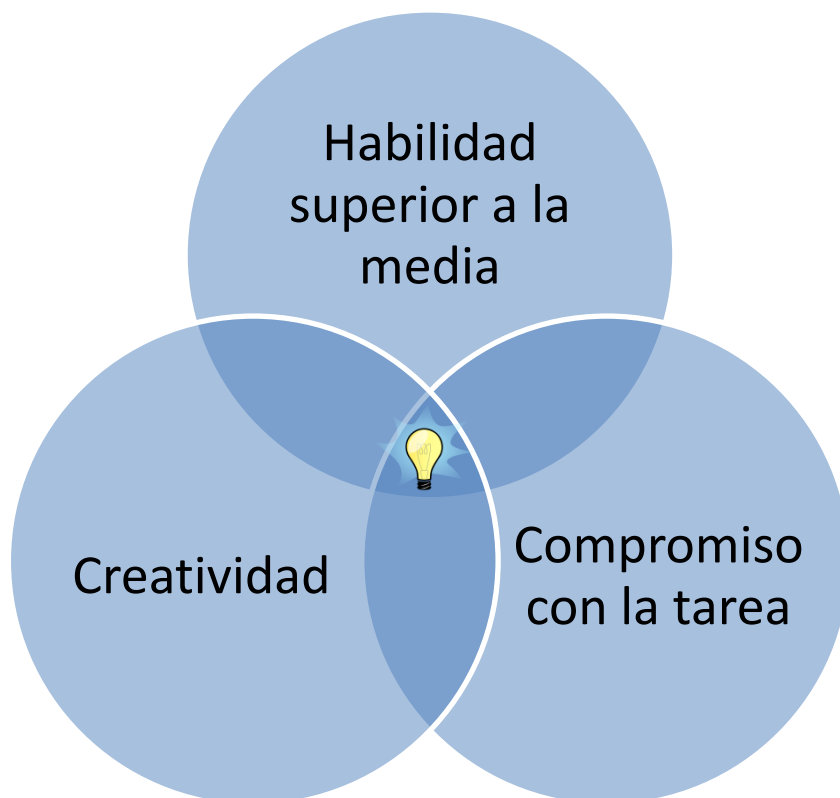 Habilidad
superior a la
media
Creatividad
Compromiso
con la tarea